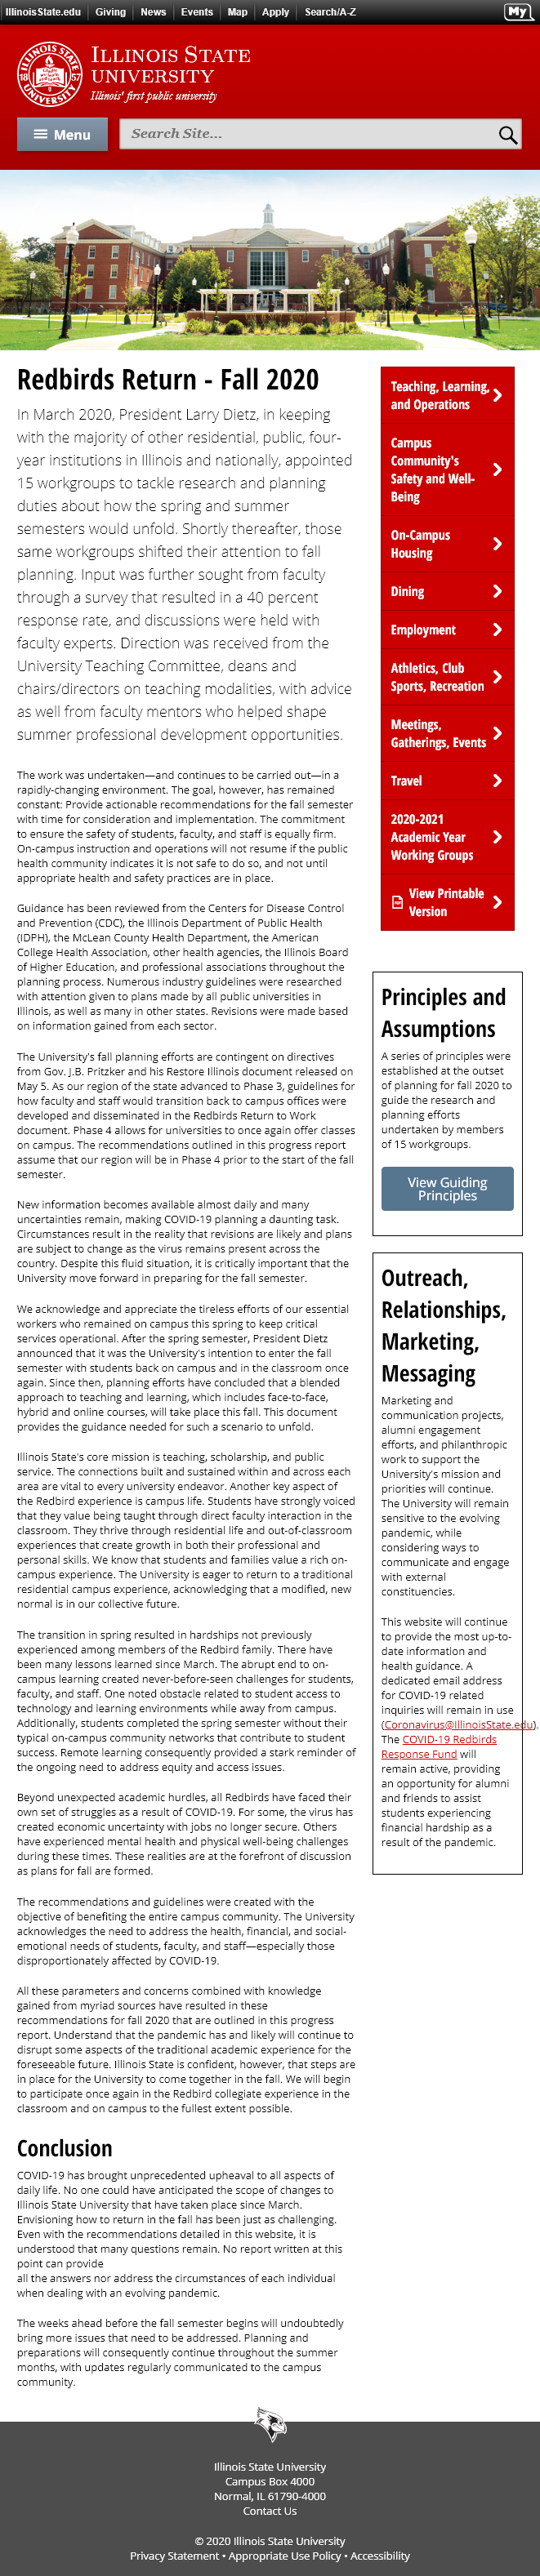 IllinoisState.edu Giving News Events Map Apply Search/A-Z My
ILLINOIS STATE
UNIVERSITY
Illinois' first public university
ILLINOIS STATE UNIVERSITY 18 57
Menu
Search Site...
Redbirds Return - Fall 2020
In March 2020, President Larry Dietz, in keeping
with the majority of other residential, public, four-
year institutions in Illinois and nationally, appointed
15 workgroups to tackle research and planning
duties about how the spring and summer
semesters would unfold. Shortly thereafter, those
same workgroups shifted their attention to fall
planning. Input was further sought from faculty
through a survey that resulted in a 40 percent
response rate, and discussions were held with
faculty experts. Direction was received from the
University Teaching Committee, deans and
chairs/directors on teaching modalities, with advice
as well from faculty mentors who helped shape
summer professional development opportunities.
The work was undertaken—and continues to be carried out—in a
rapidly-changing environment. The goal, however, has remained
constant: Provide actionable recommendations for the fall semester
with time for consideration and implementation. The commitment
to ensure the safety of students, faculty, and staff is equally firm.
On-campus instruction and operations will not resume if the public
health community indicates it is not safe to do so, and not until
appropriate health and safety practices are in place.
Guidance has been reviewed from the Centers for Disease Control
and Prevention (CDC), the Illinois Department of Public Health
(IDPH), the McLean County Health Department, the American
College Health Association, other health agencies, the Illinois Board
of Higher Education, and professional associations throughout the
planning process. Numerous industry guidelines were researched
with attention given to plans made by all public universities in
Illinois, as well as many in other states. Revisions were made based
on information gained from each sector.
The University's fall planning efforts are contingent on directives
from Gov. J.B. Pritzker and his Restore Illinois document released on
May 5. As our region of the state advanced to Phase 3, guidelines for
how faculty and staff would transition back to campus offices were
developed and disseminated in the Redbirds Return to Work
document. Phase 4 allows for universities to once again offer classes
on campus. The recommendations outlined in this progress report
assume that our region will be in Phase 4 prior to the start of the fall
semester.
New information becomes available almost daily and many
uncertainties remain, making COVID-19 planning a daunting task.
Circumstances result in the reality that revisions are likely and plans
are subject to change as the virus remains present across the
country. Despite this fluid situation, it is critically important that the
University move forward in preparing for the fall semester.
We acknowledge and appreciate the tireless efforts of our essential
workers who remained on campus this spring to keep critical
services operational. After the spring semester, President Dietz
announced that it was the University's intention to enter the fall
semester with students back on campus and in the classroom once
again. Since then, planning efforts have concluded that a blended
approach to teaching and learning, which includes face-to-face,
hybrid and online courses, will take place this fall. This document
provides the guidance needed for such a scenario to unfold.
Illinois State's core mission is teaching, scholarship, and public
service. The connections built and sustained within and across each
area are vital to every university endeavor. Another key aspect of
the Redbird experience is campus life. Students have strongly voiced
that they value being taught through direct faculty interaction in the
classroom. They thrive through residential life and out-of-classroom
experiences that create growth in both their professional and
personal skills. We know that students and families value a rich on-
campus experience. The University is eager to return to a traditional
residential campus experience, acknowledging that a modified, new
normal is in our collective future.
The transition in spring resulted in hardships not previously
experienced among members of the Redbird family. There have
been many lessons learned since March. The abrupt end to on-
campus learning created never-before-seen challenges for students,
faculty, and staff. One noted obstacle related to student access to
technology and learning environments while away from campus.
Additionally, students completed the spring semester without their
typical on-campus community networks that contribute to student
success. Remote learning consequently provided a stark reminder of
the ongoing need to address equity and access issues.
Beyond unexpected academic hurdles, all Redbirds have faced their
own set of struggles as a result of COVID-19. For some, the virus has
created economic uncertainty with jobs no longer secure. Others
have experienced mental health and physical well-being challenges
during these times. These realities are at the forefront of discussion
as plans for fall are formed.
The recommendations and guidelines were created with the
objective of benefiting the entire campus community. The University
acknowledges the need to address the health, financial, and social-
emotional needs of students, faculty, and staff—especially those
disproportionately affected by COVID-19.
All these parameters and concerns combined with knowledge
gained from myriad sources have resulted in these
recommendations for fall 2020 that are outlined in this progress
report. Understand that the pandemic has and likely will continue to
disrupt some aspects of the traditional academic experience for the
foreseeable future. Illinois State is confident, however, that steps are
in place for the University to come together in the fall. We will begin
to participate once again in the Redbird collegiate experience in the
classroom and on campus to the fullest extent possible.
Conclusion
COVID-19 has brought unprecedented upheaval to all aspects of
daily life. No one could have anticipated the scope of changes to
Illinois State University that have taken place since March.
Envisioning how to return in the fall has been just as challenging.
Even with the recommendations detailed in this website, it is
understood that many questions remain. No report written at this
point can provide
all the answers nor address the circumstances of each individual
when dealing with an evolving pandemic.
The weeks ahead before the fall semester begins will undoubtedly
bring more issues that need to be addressed. Planning and
preparations will consequently continue throughout the summer
months, with updates regularly communicated to the campus
community.
Teaching, Learning,
and Operations
Campus
Community's
Safety and Well-
Being
On-Campus
Housing
Dining
Employment
Athletics, Club
Sports, Recreation
Meetings,
Gatherings, Events
Travel
2020-2021
Academic Year
Working Groups
View Printable
Version
Principles and
Assumptions
A series of principles were
established at the outset
of planning for fall 2020 to
guide the research and
planning efforts
undertaken by members
of 15 workgroups.
View Guiding
Principles
Outreach,
Relationships,
Marketing,
Messaging
Marketing and
communication projects,
alumni engagement
efforts, and philanthropic
work to support the
University's mission and
priorities will continue.
The University will remain
sensitive to the evolving
pandemic, while
considering ways to
communicate and engage
with external
constituencies.
This website will continue
to provide the most up-to-
date information and
health guidance. A
dedicated email address
for COVID-19 related
inquiries will remain in use
(Coronavirus@IllinoisState.edu).
The COVID-19 Redbirds
Response Fund will
remain active, providing
an opportunity for alumni
and friends to assist
students experiencing
financial hardship as a
result of the pandemic.
Illinois State University
Campus Box 4000
Normal, IL 61790-4000
Contact Us
© 2020 Illinois State University
Privacy Statement • Appropriate Use Policy • Accessibility